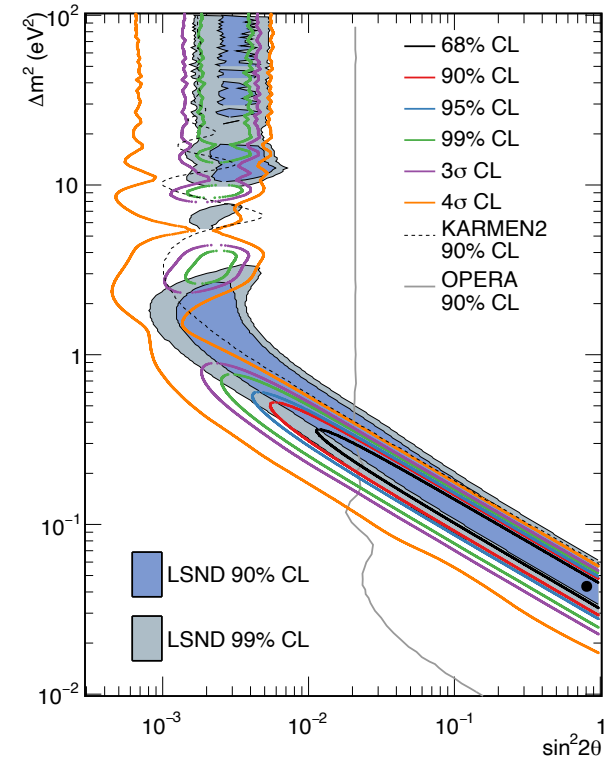 Δm² (eV²)
10²
10
1
10⁻¹
10⁻²
68% CL
90% CL
95% CL
99% CL
3σ CL
4σ CL
KARMEN2
90% CL
OPERA
90% CL
LSND 90% CL
LSND 99% CL
10⁻³
10⁻²
10⁻¹
1
sin²2θ